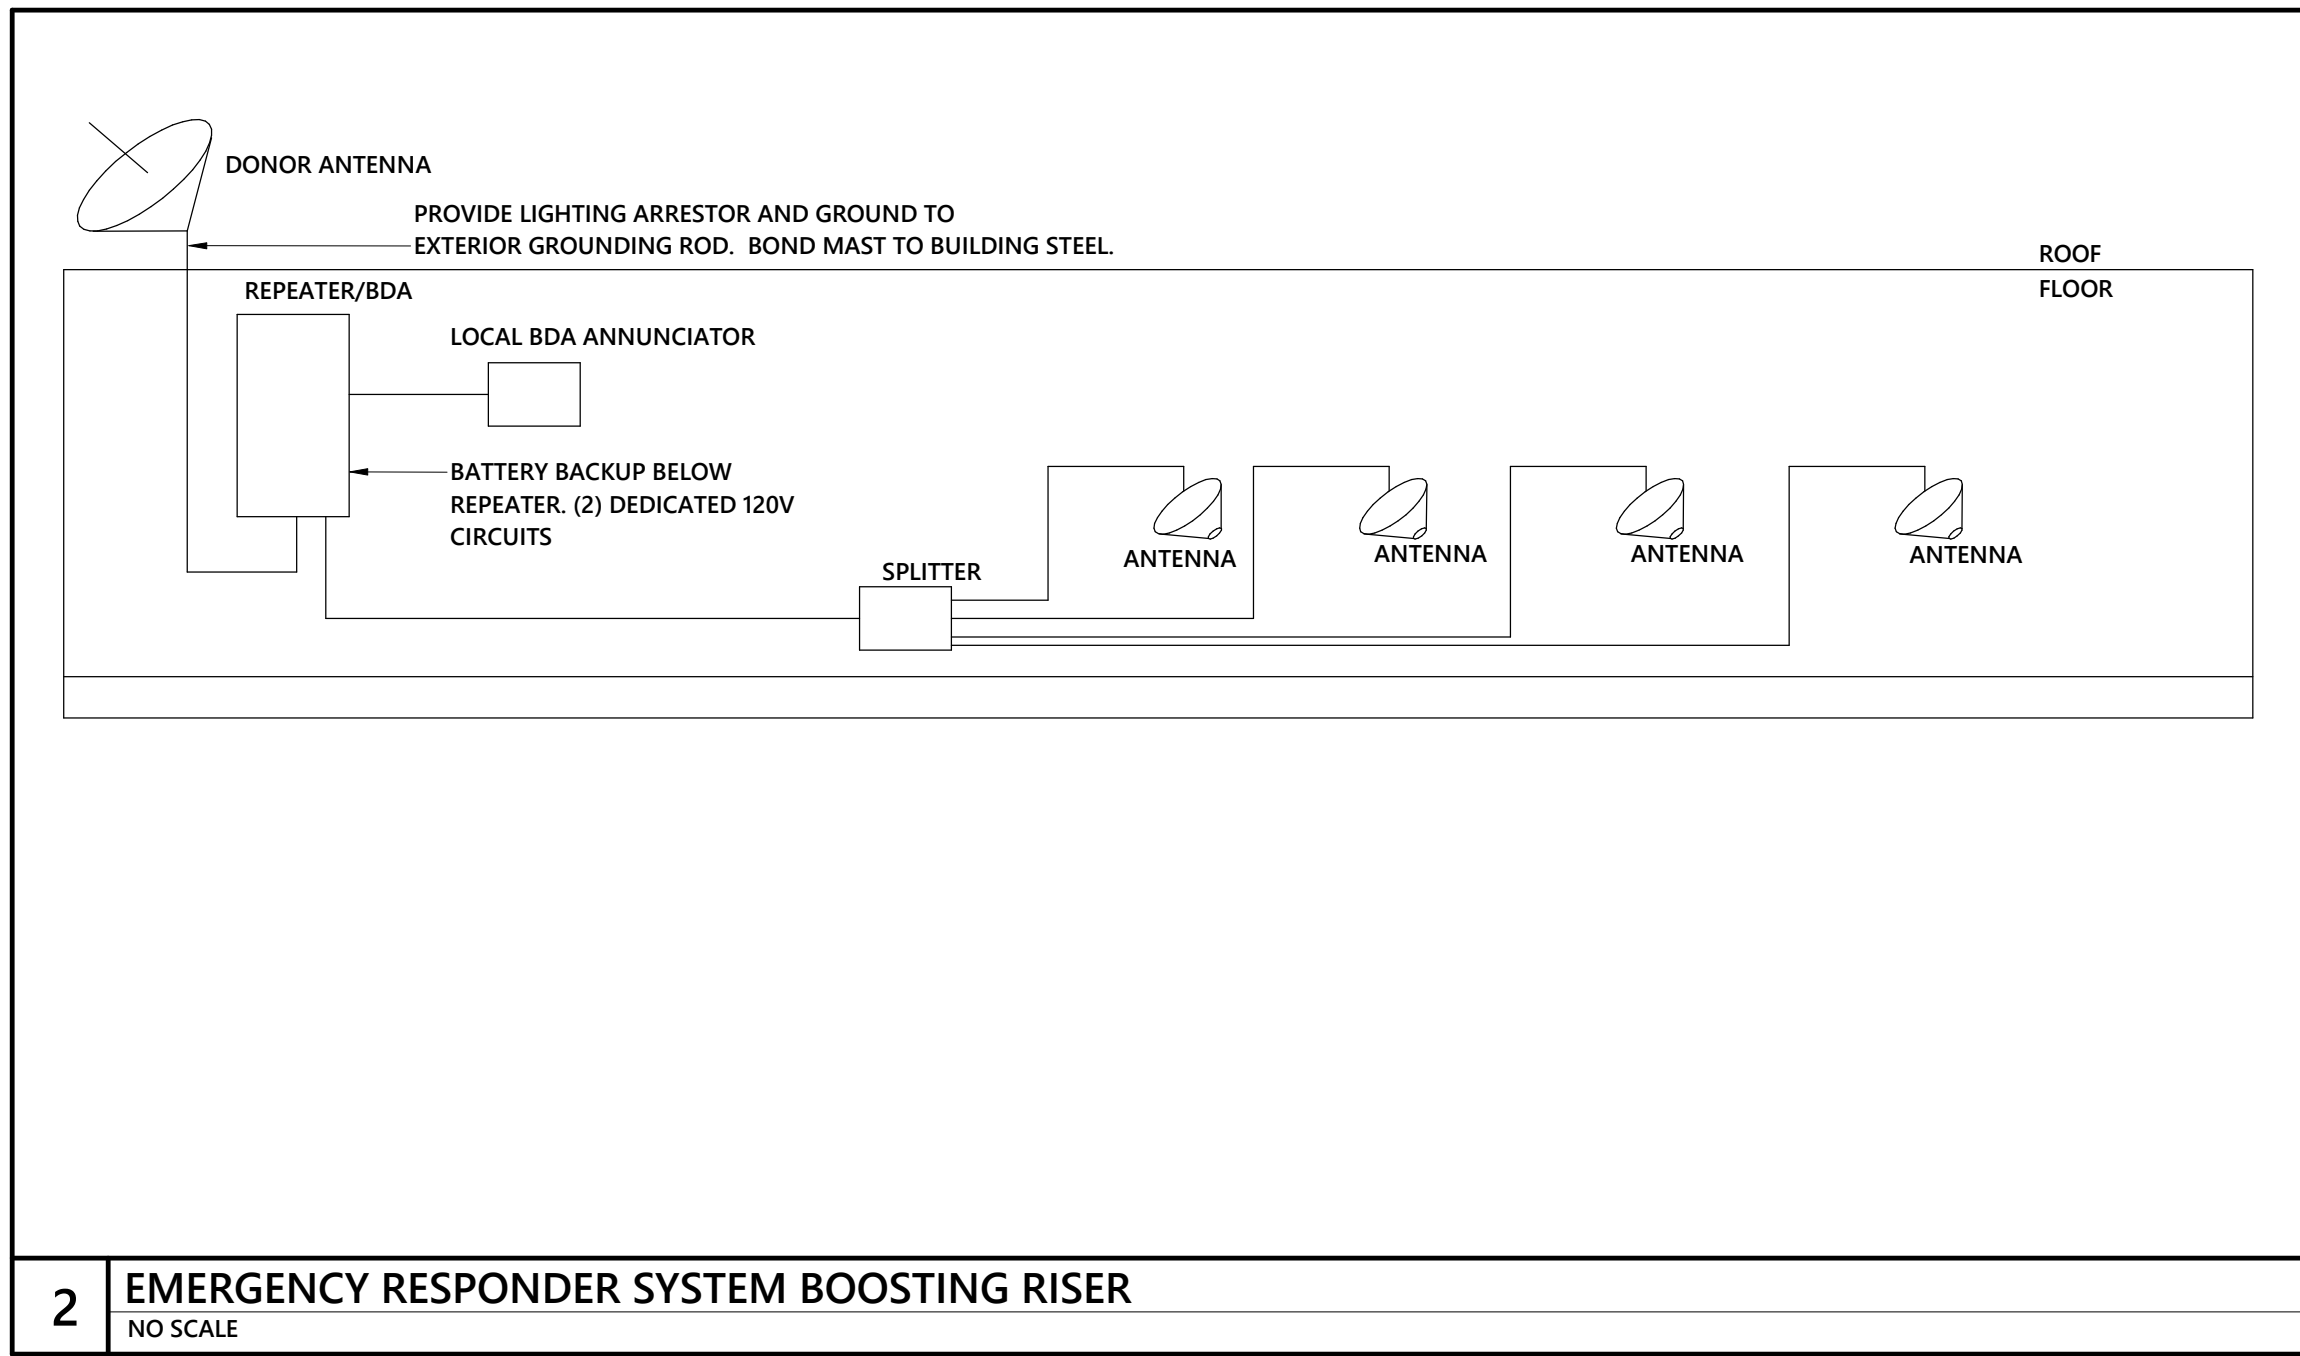 DONOR ANTENNA
PROVIDE LIGHTING ARRESTOR AND GROUND TO
EXTERIOR GROUNDING ROD.  BOND MAST TO BUILDING STEEL.
ROOF
FLOOR
REPEATER/BDA
LOCAL BDA ANNUNCIATOR
BATTERY BACKUP BELOW
REPEATER. (2) DEDICATED 120V
CIRCUITS
SPLITTER
ANTENNA
ANTENNA
ANTENNA
ANTENNA
2
EMERGENCY RESPONDER SYSTEM BOOSTING RISER
NO SCALE